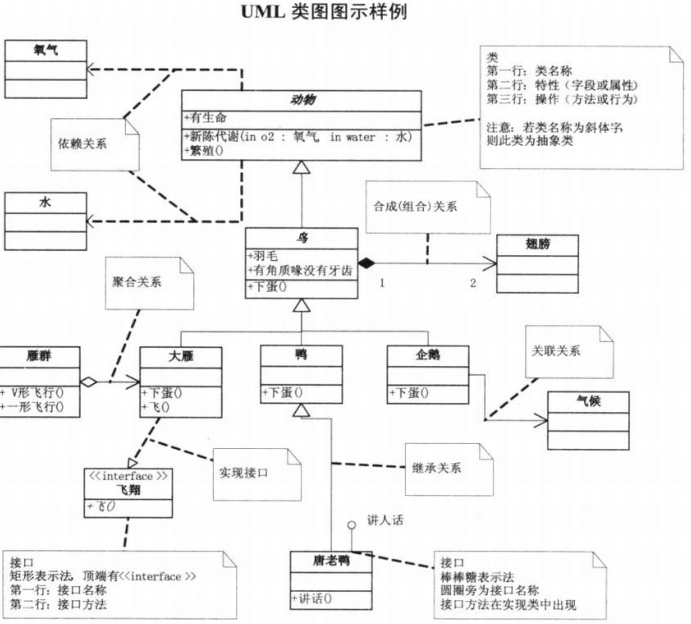 UML 类图图示样例
氧气
动物
+有生命
+新陈代谢(in o2 : 氧气, in water : 水)
+繁殖()
类
第一行: 类名称
第二行: 特性(字段或属性)
第三行: 操作(方法或行为)
注意: 若类名称为斜体字
则此类为抽象类
依赖关系
水
合成(组合)关系
鸟
+羽毛
+有角质喙没有牙齿
+下蛋()
1
2
翅膀
聚合关系
雁群
+ V形飞行()
+一形飞行()
大雁
+下蛋()
+飞()
鸭
+下蛋()
企鹅
+下蛋()
关联关系
气候
<<interface >>
飞翔
+飞()
实现接口
继承关系
讲人话
接口
矩形表示法, 顶端有<<interface >>
第一行: 接口名称
第二行: 接口方法
唐老鸭
+讲话()
接口
棒棒糖表示法
圆圈旁为接口名称
接口方法在实现类中出现